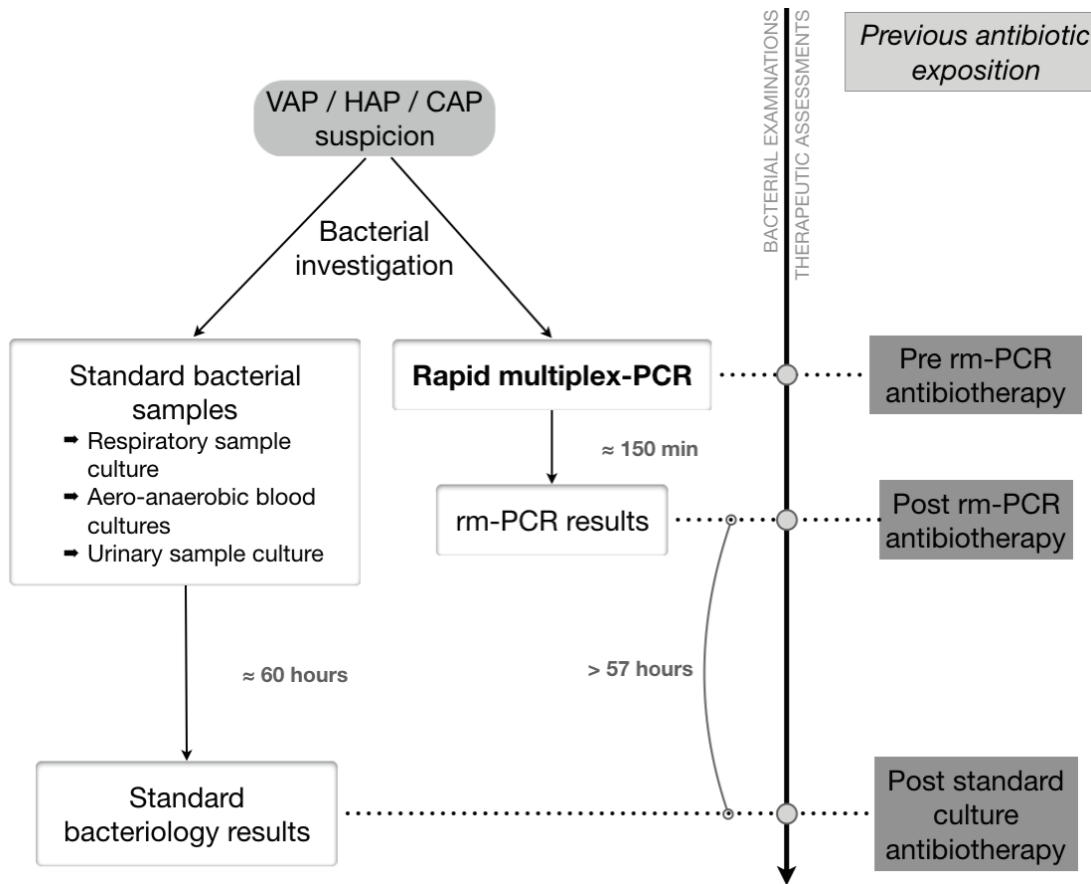 VAP / HAP / CAP
suspicion
Bacterial
investigation
Standard bacterial
samples
➡ Respiratory sample
culture
➡ Aero-anaerobic blood
cultures
➡ Urinary sample culture
≈ 60 hours
Standard
bacteriology results
Rapid multiplex-PCR
≈ 150 min
rm-PCR results
> 57 hours
BACTERIAL EXAMINATIONS
THERAPEUTIC ASSESSMENTS
Previous antibiotic
exposition
Pre rm-PCR
antibiotherapy
Post rm-PCR
antibiotherapy
Post standard
culture
antibiotherapy